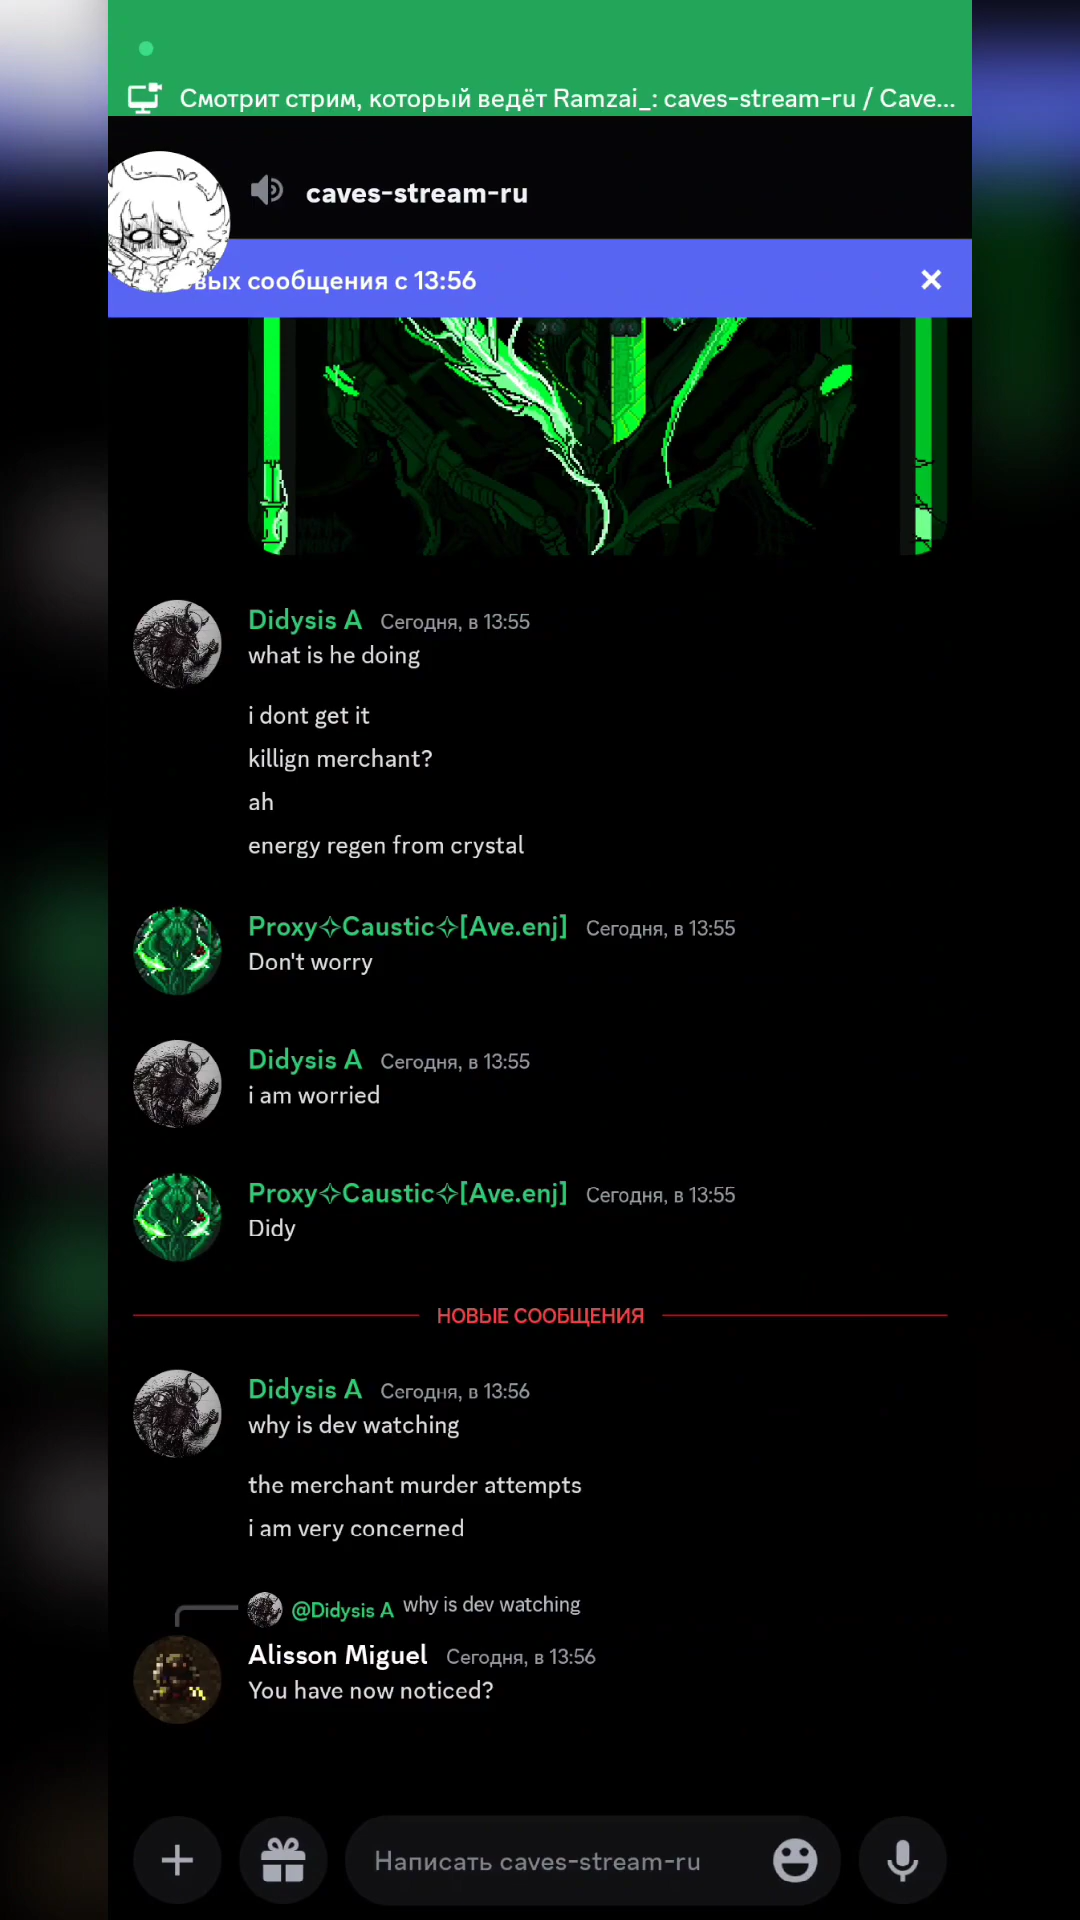 Смотрит стрим, который ведёт Ramzai_: caves-stream-ru / Cave...
caves-stream-ru
сообщения с 13:56
Didysis A Сегодня, в 13:55
what is he doing
i dont get it
killign merchant?
ah
energy regen from crystal
Proxy✧Caustic✧[Ave.enj] Сегодня, в 13:55
Don't worry
Didysis A Сегодня, в 13:55
i am worried
Proxy✧Caustic✧[Ave.enj] Сегодня, в 13:55
Didy
НОВЫЕ СООБЩЕНИЯ
Didysis A Сегодня, в 13:56
why is dev watching
the merchant murder attempts
i am very concerned
@Didysis A why is dev watching
Alisson Miguel Сегодня, в 13:56
You have now noticed?
Написать caves-stream-ru